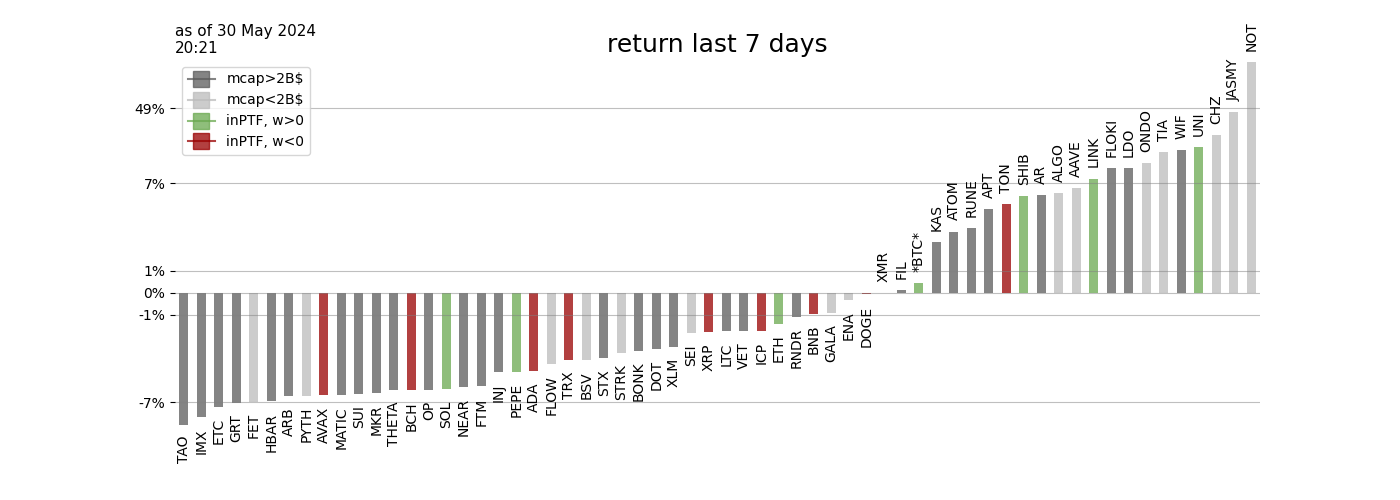 as of 30 May 2024
20:21
return last 7 days
mcap>2B$
mcap<2B$
inPTF, w>0
inPTF, w<0
49%
7%
1%
0%
-1%
-7%
TAO
IMX
ETC
GRT
FET
HBAR
ARB
PYTH
AVAX
MATIC
SUI
MKR
THETA
BCH
OP
SOL
NEAR
FTM
INJ
PEPE
ADA
FLOW
TRX
BSV
STX
STRK
BONK
DOT
XLM
SEI
XRP
LTC
VET
ICP
ETH
RNDR
BNB
GALA
ENA
DOGE
XMR
FIL
*BTC*
KAS
ATOM
RUNE
APT
TON
SHIB
AR
ALGO
AAVE
LINK
FLOKI
LDO
ONDO
TIA
WIF
UNI
CHZ
JASMY
NOT